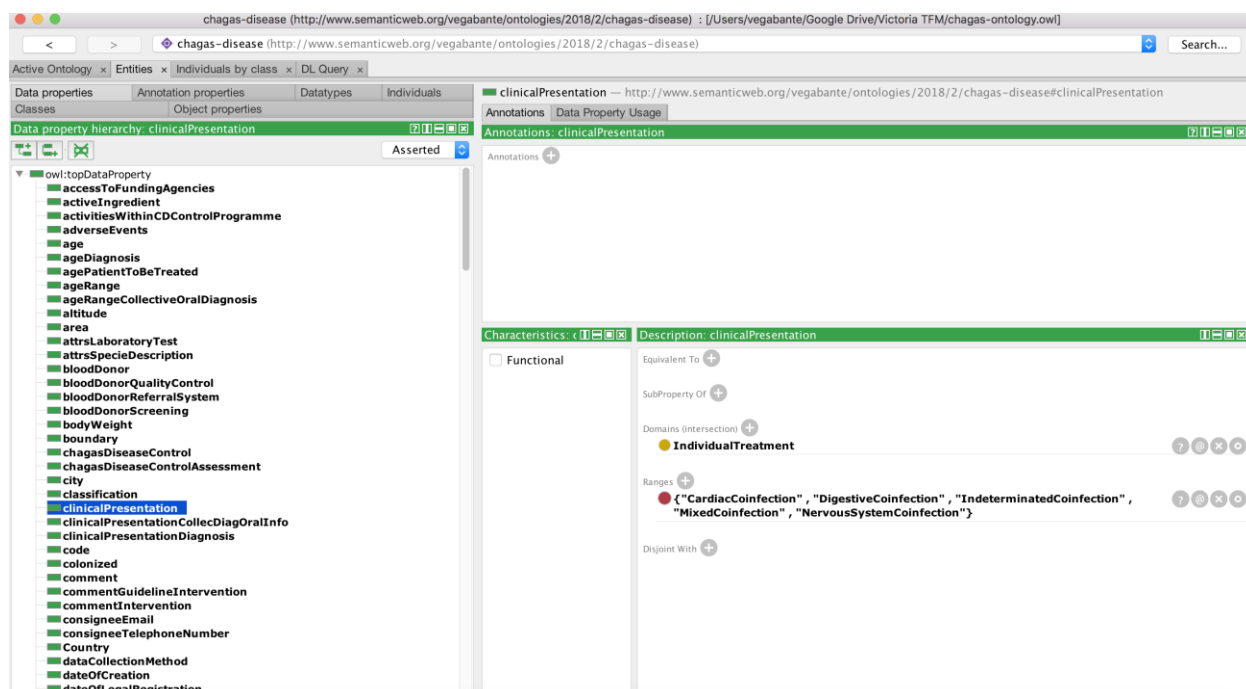 chagas-disease (http://www.semanticweb.org/vegabante/ontologies/2018/2/chagas-disease) : [/Users/vegabante/Google Drive/Victoria TFM/chagas-ontology.owl]
< > chagas-disease (http://www.semanticweb.org/vegabante/ontologies/2018/2/chagas-disease) Search...
Active Ontology × Entities × Individuals by class × DL Query ×
Data properties Annotation properties Datatypes Individuals
Classes Object properties
Data property hierarchy: clinicalPresentation
Asserted
owl:topDataProperty
accessToFundingAgencies
activeIngredient
activitiesWithinCDControlProgramme
adverseEvents
age
ageDiagnosis
agePatientToBeTreated
ageRange
ageRangeCollectiveOralDiagnosis
altitude
area
attrsLaboratoryTest
attrsSpecieDescription
bloodDonor
bloodDonorQualityControl
bloodDonorReferralSystem
bloodDonorScreening
bodyWeight
boundary
chagasDiseaseControl
chagasDiseaseControlAssessment
city
classification
clinicalPresentation
clinicalPresentationCollecDiagOralInfo
clinicalPresentationDiagnosis
code
colonized
comment
commentGuidelineIntervention
commentIntervention
consigneeEmail
consigneeTelephoneNumber
Country
dataCollectionMethod
dateOfCreation
dateOfLegalRegistration
clinicalPresentation — http://www.semanticweb.org/vegabante/ontologies/2018/2/chagas-disease#clinicalPresentation
Annotations Data Property Usage
Annotations: clinicalPresentation
Annotations
Characteristics: c
Functional
Description: clinicalPresentation
Equivalent To
SubProperty Of
Domains (intersection)
IndividualTreatment
Ranges
{"CardiacCoinfection" , "DigestiveCoinfection" , "IndeterminatedCoinfection" ,
"MixedCoinfection" , "NervousSystemCoinfection"}
Disjoint With